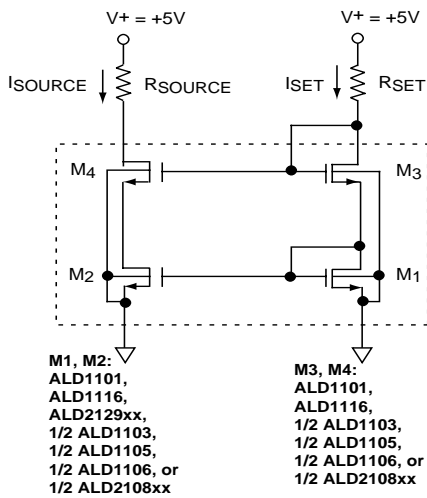 V+ = +5V
V+ = +5V
ISOURCE
RSOURCE
ISET
RSET
M4
M3
M2
M1
M1, M2:
ALD1101,
ALD1116,
ALD2129xx,
1/2 ALD1103,
1/2 ALD1105,
1/2 ALD1106, or
1/2 ALD2108xx
M3, M4:
ALD1101,
ALD1116,
1/2 ALD1103,
1/2 ALD1105,
1/2 ALD1106, or
1/2 ALD2108xx